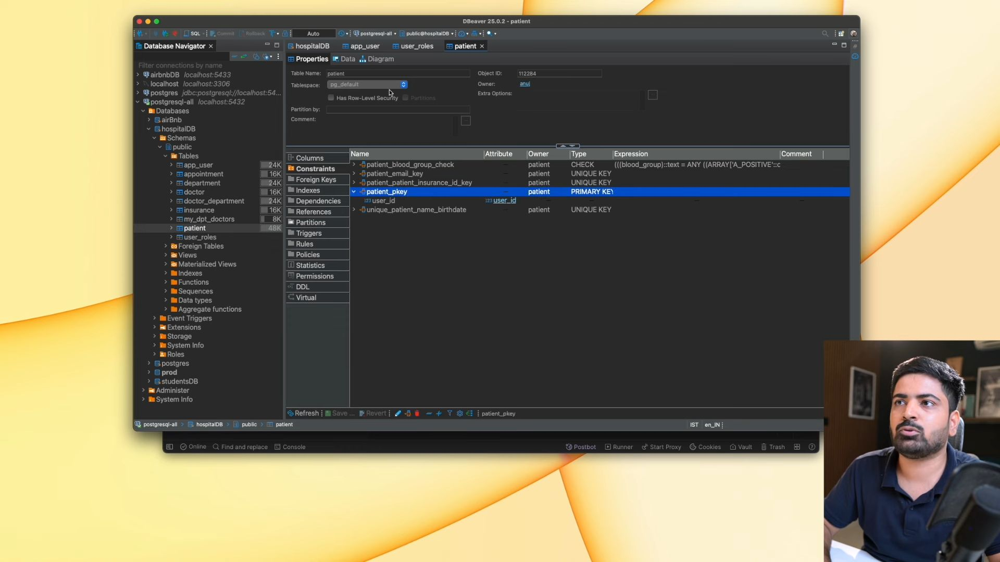 DBeaver 25.0.2 - patient
SQL Commit Rollback Auto postgresql-all public@hospitalDB
Database Navigator
hospitalDB app_user user_roles patient
Properties Data Diagram
Filter connections by name
airbnbDB localhost:5433
localhost localhost:3306
postgres jdbc:postgresql://localhost:54...
postgresql-all localhost:5432
Databases
airBnb
hospitalDB
Schemas
public
Tables
app_user 24K
appointment 16K
department 24K
doctor 16K
doctor_department 24K
insurance 16K
my_dpt_doctors 8K
patient 48K
user_roles
Foreign Tables
Views
Materialized Views
Indexes
Functions
Sequences
Data types
Aggregate functions
Event Triggers
Extensions
Storage
System Info
Roles
postgres
prod
studentsDB
Administer
System Info
Table Name: patient
Tablespace: pg_default
Has Row-Level Security Partitions
Partition by:
Comment:
Object ID: 112284
Owner: anuj
Extra Options:
Columns
Constraints
Foreign Keys
Indexes
Dependencies
References
Partitions
Triggers
Rules
Policies
Statistics
Permissions
DDL
Virtual
Name Attribute Owner Type Expression Comment
patient_blood_group_check patient CHECK (((blood_group)::text = ANY ((ARRAY['A_POSITIVE'::c
patient_email_key patient UNIQUE KEY
patient_patient_insurance_id_key patient UNIQUE KEY
patient_pkey patient PRIMARY KEY
123 user_id 123 user_id
unique_patient_name_birthdate patient UNIQUE KEY
Refresh Save ... Revert patient_pkey
postgresql-all hospitalDB public patient
IST en_IN
Online Find and replace Console
Postbot Runner Start Proxy Cookies Vault Trash